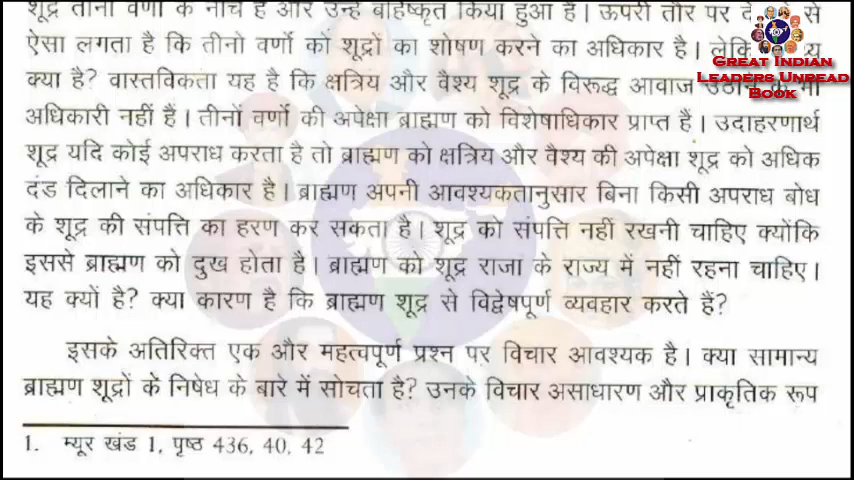 शूद्र तीनों वर्णों के नीचे हैं और उन्हें बहिष्कृत किया हुआ है। ऊपरी तौर पर से
ऐसा लगता है कि तीनो वर्णों को शूद्रों का शोषण करने का अधिकार है।
क्या है? वास्तविकता यह है कि क्षत्रिय और वैश्य शूद्र के विरूद्ध आवाज
अधिकारी नहीं हैं। तीनों वर्णो की अपेक्षा ब्राह्मण को विशेषाधिकार प्राप्त हैं। उदाहरणार्थ
शूद्र यदि कोई अपराध करता है तो ब्राह्मण को क्षत्रिय और वैश्य की अपेक्षा शूद्र को अधिक
दंड दिलाने का अधिकार है। ब्राह्मण अपनी आवश्यकतानुसार बिना किसी अपराध बोध
के शूद्र की संपत्ति का हरण कर सकता है। शूद्र को संपत्ति नहीं रखनी चाहिए क्योंकि
इससे ब्राह्मण को दुख होता है। ब्राह्मण को शूद्र राजा के राज्य में नहीं रहना चाहिए।
यह क्यों है? क्या कारण है कि ब्राह्मण शूद्र से विद्वेषपूर्ण व्यवहार करते हैं?
इसके अतिरिक्त एक और महत्वपूर्ण प्रश्न पर विचार आवश्यक है। क्या सामान्य
ब्राह्मण शूद्रों के निषेध के बारे में सोचता है? उनके विचार असाधारण और प्राकृतिक रूप
1. म्यूर खंड 1, पृष्ठ 436, 40, 42
Great Indian
Leaders Unread
Book